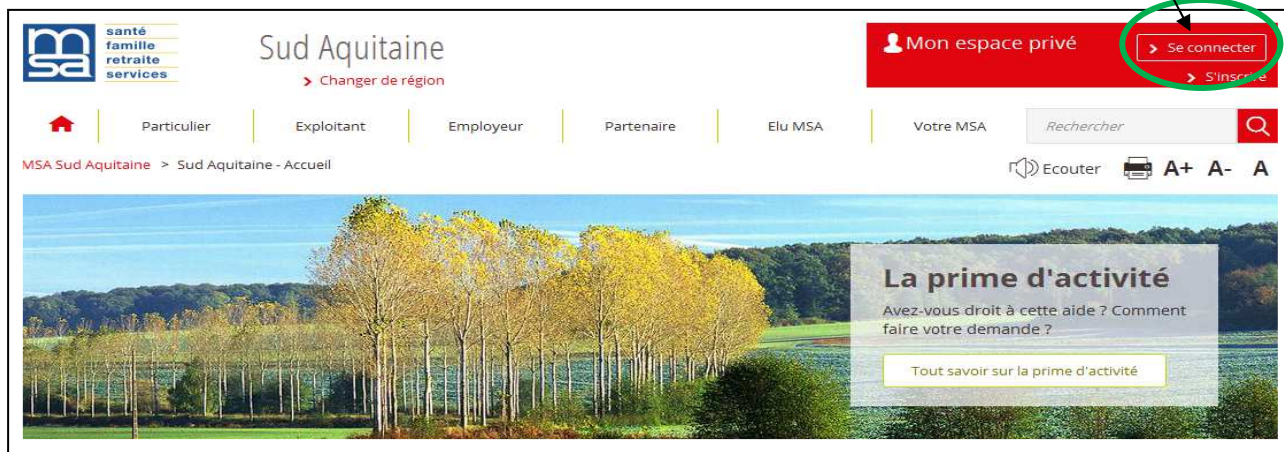 msa
santé
famille
retraite
services
Sud Aquitaine
> Changer de région
Mon espace privé
> Se connecter
> S'inscrire
Particulier
Exploitant
Employeur
Partenaire
Elu MSA
Votre MSA
Rechercher
MSA Sud Aquitaine > Sud Aquitaine - Accueil
Ecouter A+ A- A
La prime d'activité
Avez-vous droit à cette aide ? Comment
faire votre demande ?
Tout savoir sur la prime d'activité